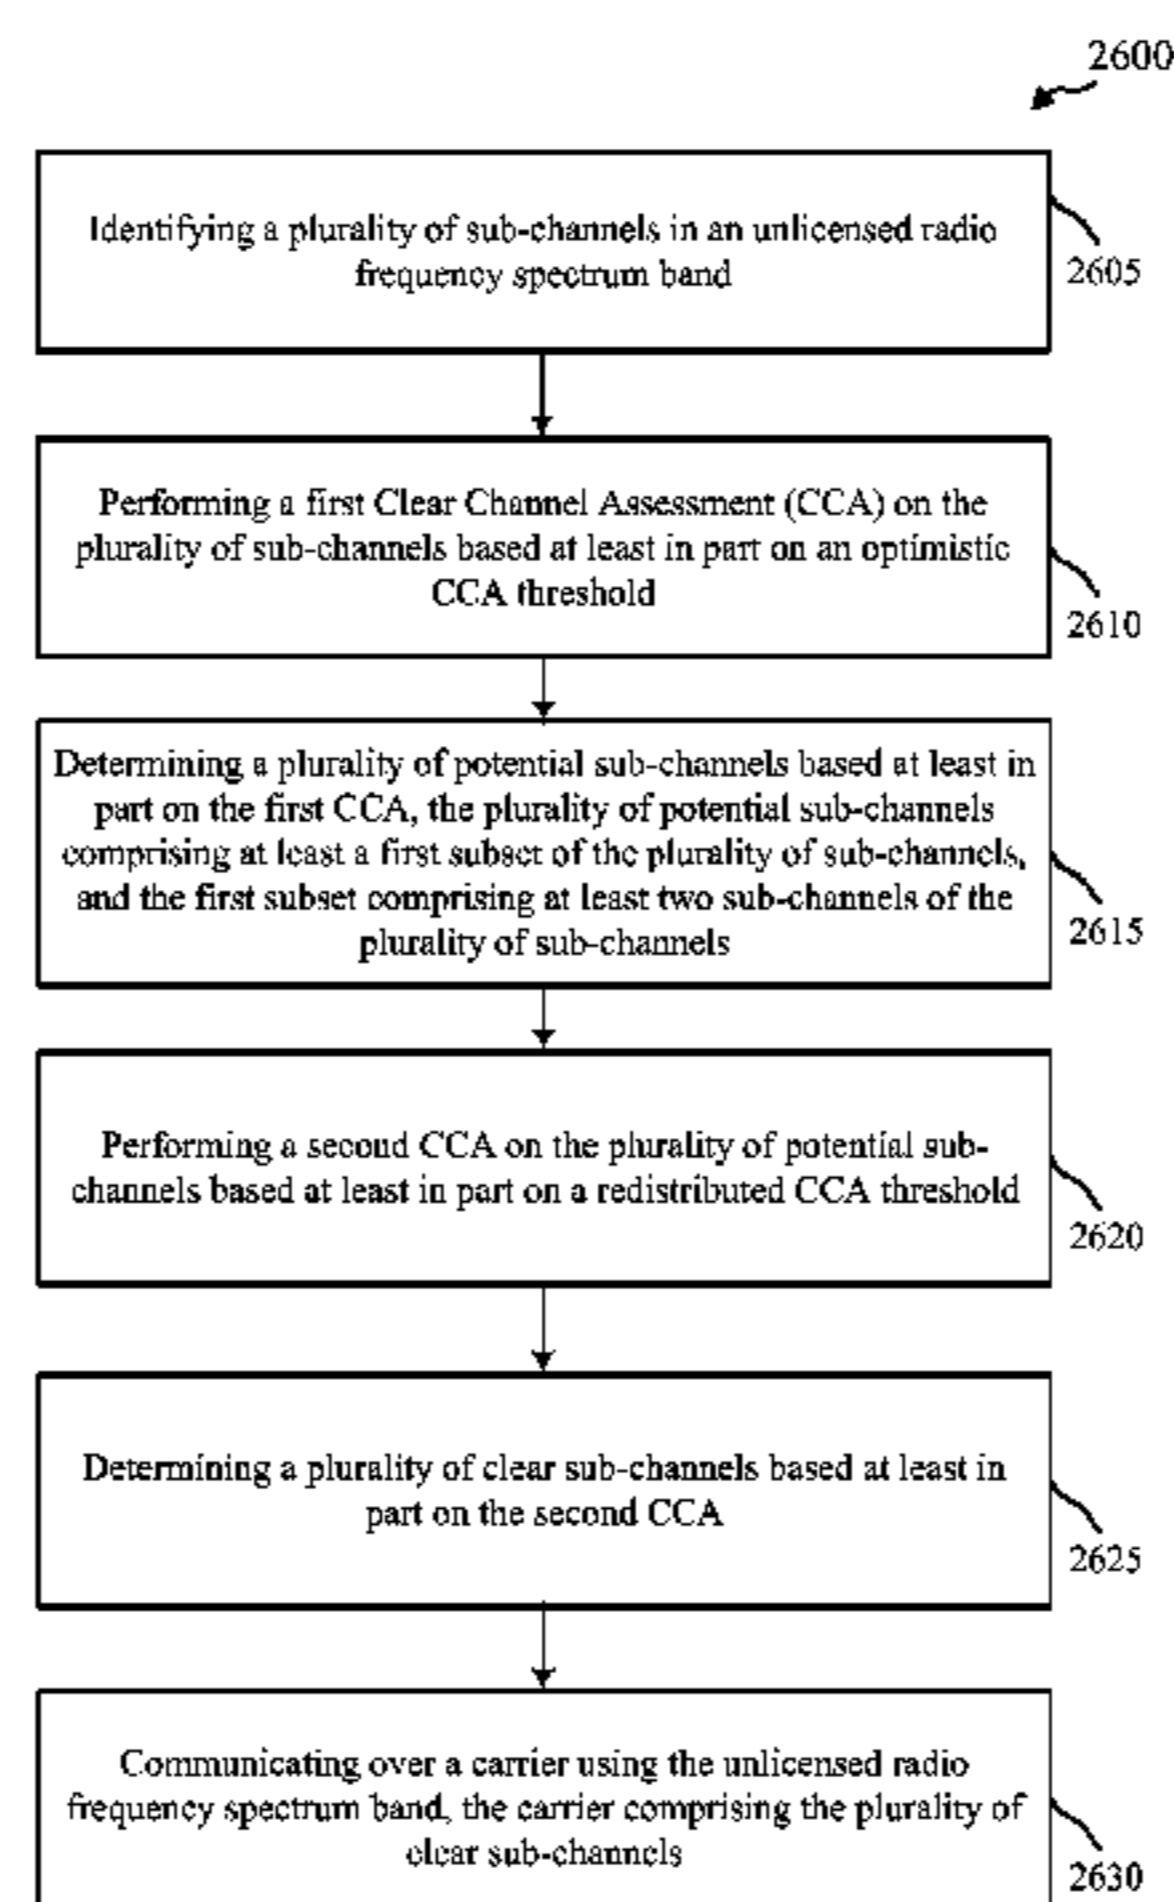 2600
Identifying a plurality of sub-channels in an unlicensed radio
frequency spectrum band
2605
Performing a first Clear Channel Assessment (CCA) on the
plurality of sub-channels based at least in part on an optimistic
CCA threshold
2610
Determining a plurality of potential sub-channels based at least in
part on the first CCA, the plurality of potential sub-channels
comprising at least a first subset of the plurality of sub-channels,
and the first subset comprising at least two sub-channels of the
plurality of sub-channels
2615
Performing a second CCA on the plurality of potential sub-
channels based at least in part on a redistributed CCA threshold
2620
Determining a plurality of clear sub-channels based at least in
part on the second CCA
2625
Communicating over a carrier using the unlicensed radio
frequency spectrum band, the carrier comprising the plurality of
clear sub-channels
2630